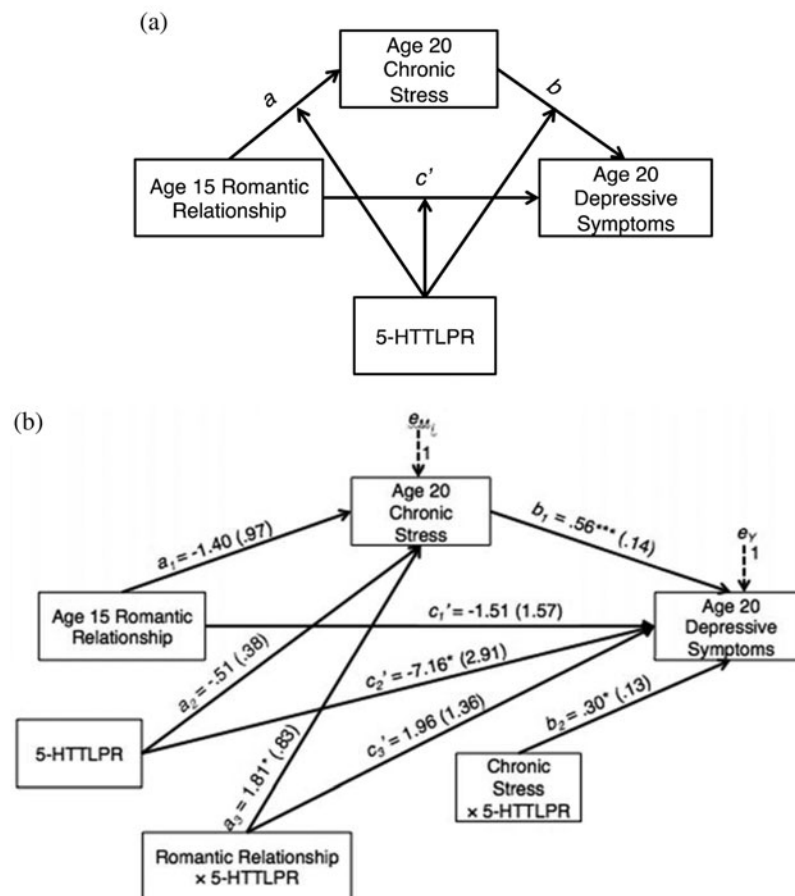 (a)
Age 20
Chronic
Stress
a
b
Age 15 Romantic
Relationship
c'
Age 20
Depressive
Symptoms
5-HTTLPR
(b)
1
Age 20
Chronic
Stress
a₁ = -1.40 (.97)
b₁ = .56*** (.14)
e_Y
1
Age 15 Romantic
Relationship
c₁' = -1.51 (1.57)
Age 20
Depressive
Symptoms
a₂ = -.51 (.38)
c₂' = -7.16* (2.91)
5-HTTLPR
a₃ = 1.81* (.83)
c₃' = 1.96 (1.36)
b₂ = .30* (.13)
Chronic
Stress
× 5-HTTLPR
Romantic Relationship
× 5-HTTLPR